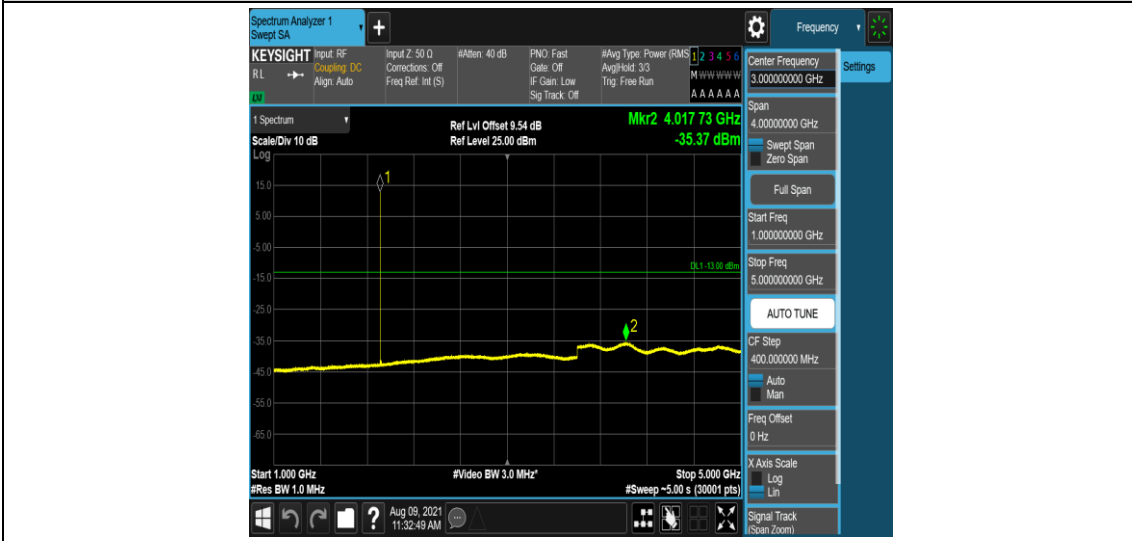 Spectrum Analyzer 1
Swept SA
+
Frequency
KEYSIGHT
RL
Input: RF
Coupling: DC
Align: Auto
Input Z: 50 Ω
Corrections: Off
Freq Ref: Int (S)
#Atten: 40 dB
PNO: Fast
Gate: Off
IF Gain: Low
Sig Track: Off
#Avg Type: Power (RMS
Avg|Hold: 3/3
Trig: Free Run
1 2 3 4 5 6
M W W W W W
A A A A A A
1 Spectrum
Scale/Div 10 dB
Log
Ref Lvl Offset 9.54 dB
Ref Level 25.00 dBm
Mkr2 4.017 73 GHz
-35.37 dBm
15.0
5.00
-5.00
-15.0
-25.0
-35.0
-45.0
-55.0
-65.0
1
2
DL1 -13.00 dBm
Start 1.000 GHz
#Res BW 1.0 MHz
#Video BW 3.0 MHz*
Stop 5.000 GHz
#Sweep ~5.00 s (30001 pts)
?
Aug 09, 2021
11:32:49 AM
Center Frequency
3.000000000 GHz
Settings
Span
4.00000000 GHz
Swept Span
Zero Span
Full Span
Start Freq
1.000000000 GHz
Stop Freq
5.000000000 GHz
AUTO TUNE
CF Step
400.000000 MHz
Auto
Man
Freq Offset
0 Hz
X Axis Scale
Log
Lin
Signal Track
(Span Zoom)